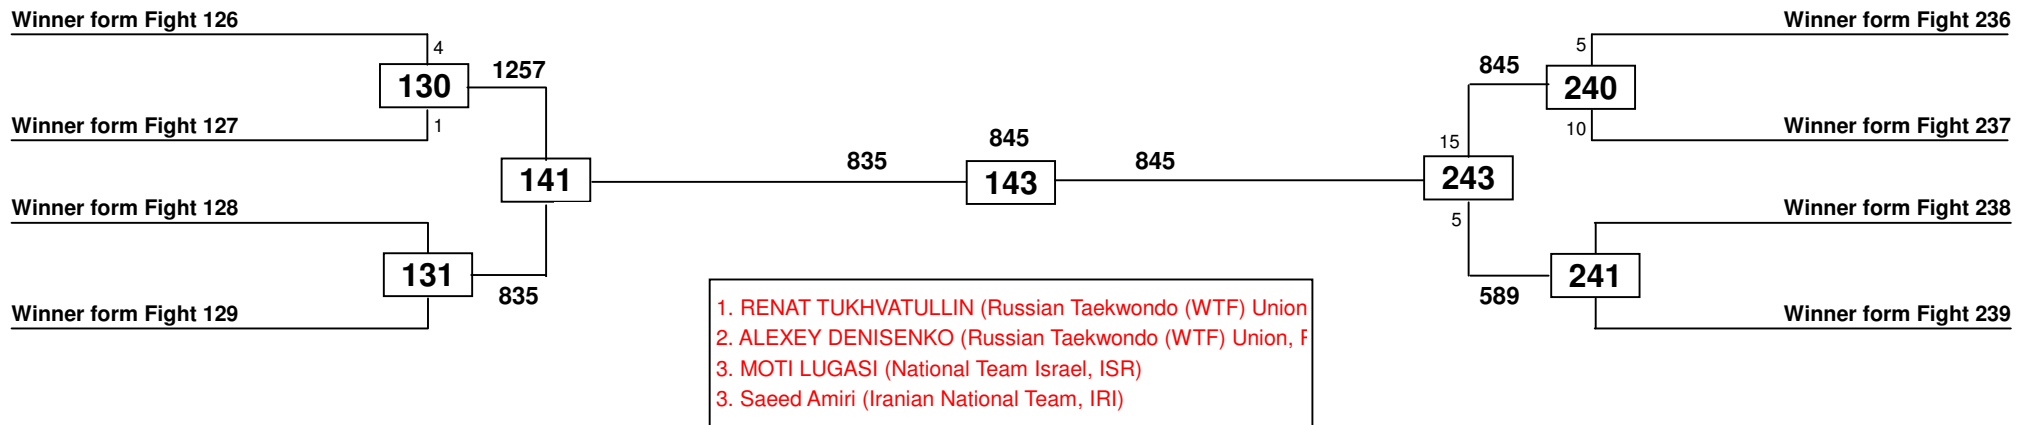 Winner form Fight 126
Winner form Fight 236
4
5
1257
845
130
240
Winner form Fight 127
1
10
Winner form Fight 237
845
15
835
845
141
143
243
Winner form Fight 128
5
Winner form Fight 238
131
241
835
589
Winner form Fight 129
Winner form Fight 239
1. RENAT TUKHVATULLIN (Russian Taekwondo (WTF) Union
2. ALEXEY DENISENKO (Russian Taekwondo (WTF) Union,
3. MOTI LUGASI (National Team Israel, ISR)
3. Saeed Amiri (Iranian National Team, IRI)